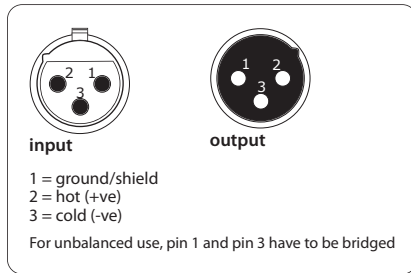 2 1
3
1 2
3
input
output
1 = ground/shield
2 = hot (+ve)
3 = cold (-ve)
For unbalanced use, pin 1 and pin 3 have to be bridged